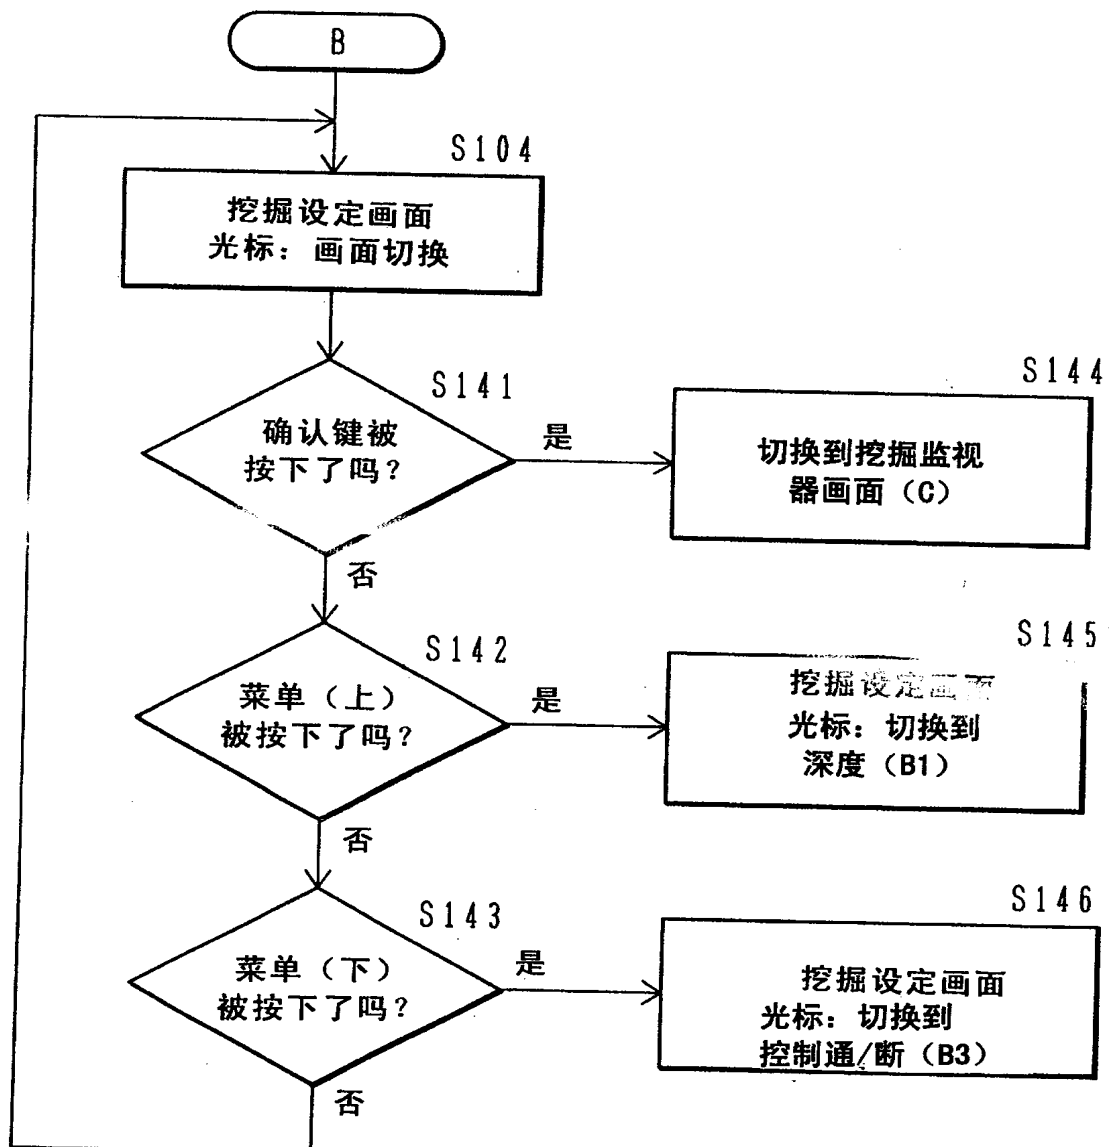 B
S104
挖掘设定画面
光标：画面切换
S141
确认键被
按下了吗？
是
S144
切换到挖掘监视
器画面（C）
否
S142
菜单（上）
被按下了吗？
是
S145
挖掘设定画面
光标：切换到
深度（B1）
否
S143
菜单（下）
被按下了吗？
是
S146
挖掘设定画面
光标：切换到
控制通/断（B3）
否